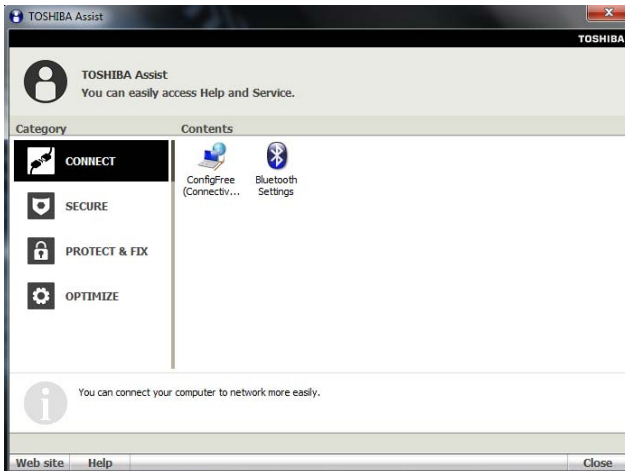 TOSHIBA Assist
TOSHIBA
TOSHIBA Assist
You can easily access Help and Service.
Category
Contents
CONNECT
SECURE
PROTECT & FIX
OPTIMIZE
ConfigFree
(Connectiv...
Bluetooth
Settings
You can connect your computer to network more easily.
Web site
Help
Close